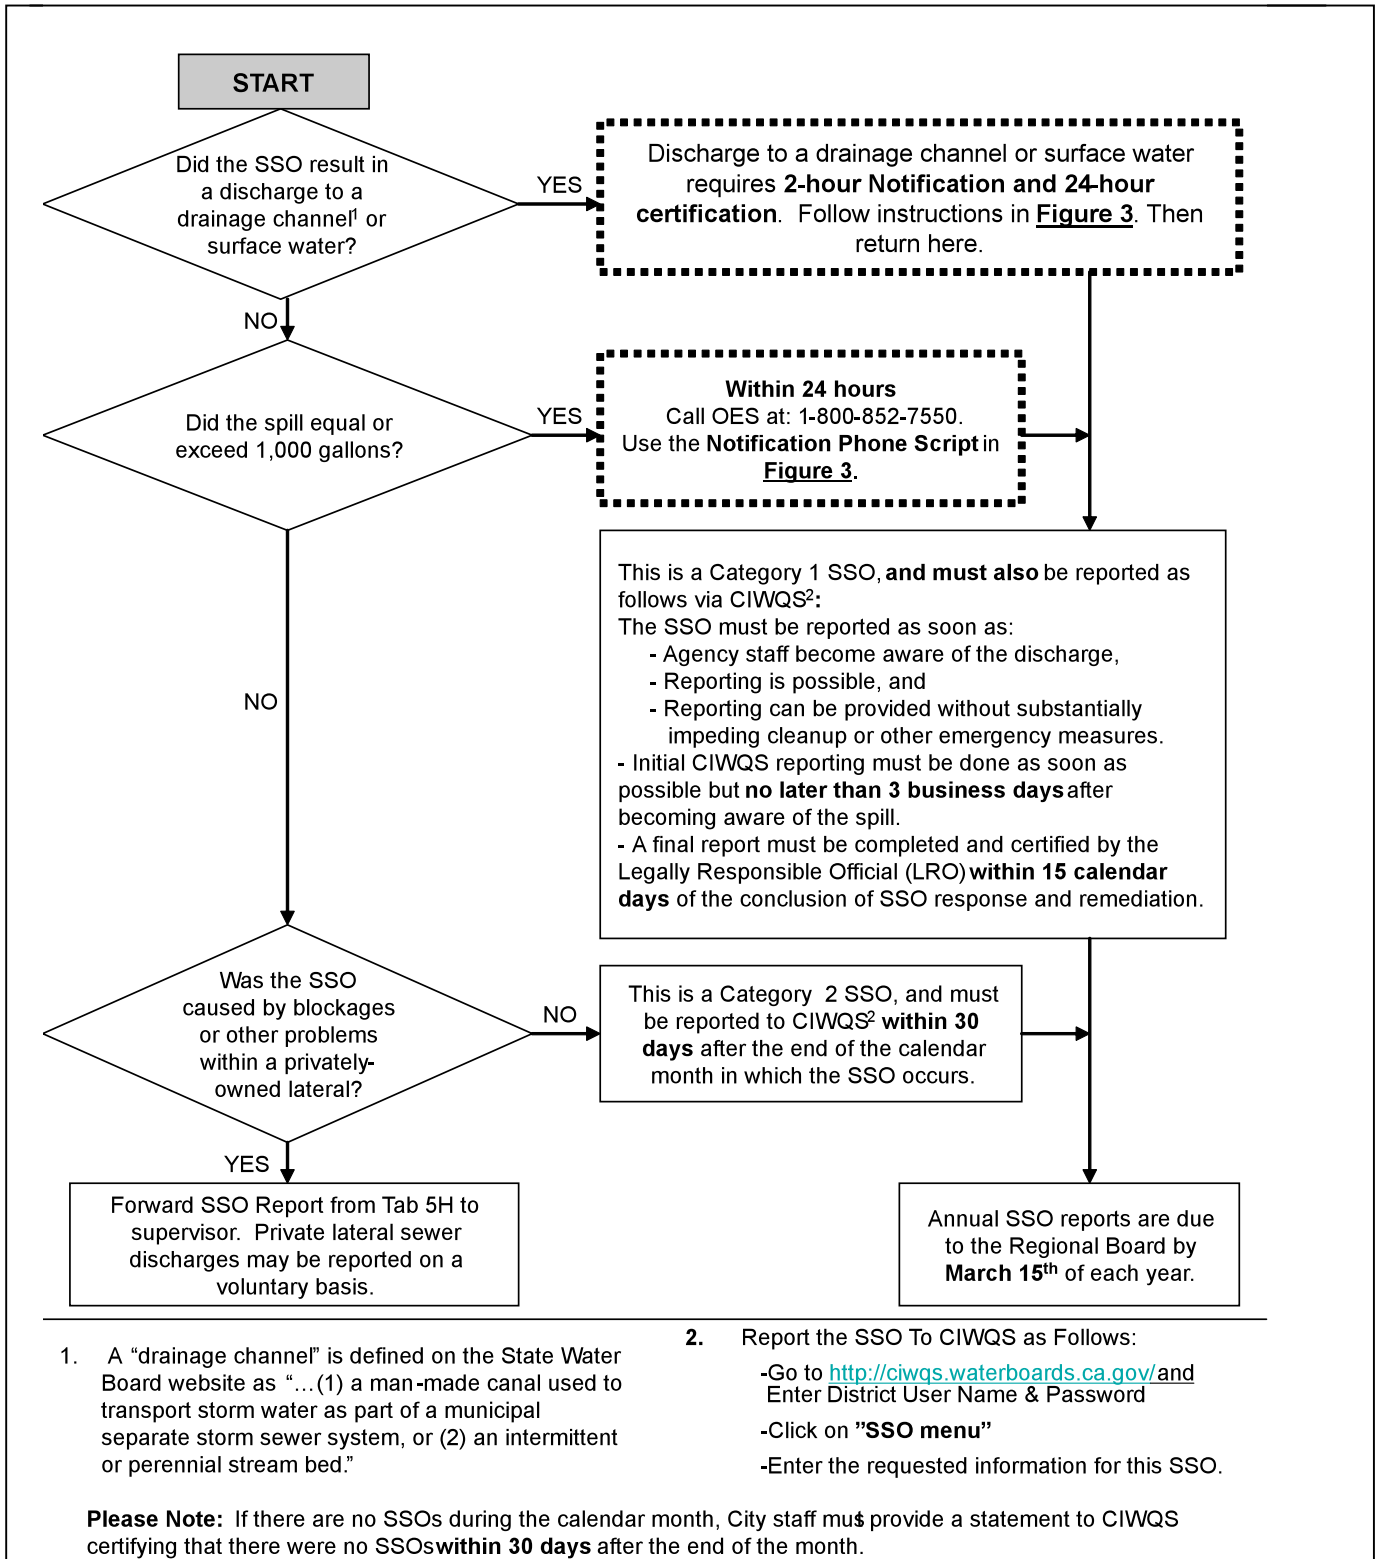 START
Did the SSO result in
a discharge to a
drainage channel1 or
surface water?
YES
Discharge to a drainage channel or surface water
requires 2-hour Notification and 24-hour
certification. Follow instructions in Figure 3. Then
return here.
NO
Did the spill equal or
exceed 1,000 gallons?
YES
Within 24 hours
Call OES at: 1-800-852-7550.
Use the Notification Phone Script in
Figure 3.
This is a Category 1 SSO, and must also be reported as
follows via CIWQS2:
The SSO must be reported as soon as:
- Agency staff become aware of the discharge,
- Reporting is possible, and
- Reporting can be provided without substantially
impeding cleanup or other emergency measures.
- Initial CIWQS reporting must be done as soon as
possible but no later than 3 business days after
becoming aware of the spill.
- A final report must be completed and certified by the
Legally Responsible Official (LRO) within 15 calendar
days of the conclusion of SSO response and remediation.
NO
Was the SSO
caused by blockages
or other problems
within a privately-
owned lateral?
NO
This is a Category 2 SSO, and must
be reported to CIWQS2 within 30
days after the end of the calendar
month in which the SSO occurs.
YES
Forward SSO Report from Tab 5H to
supervisor. Private lateral sewer
discharges may be reported on a
voluntary basis.
Annual SSO reports are due
to the Regional Board by
March 15th of each year.
1. A “drainage channel” is defined on the State Water
Board website as “…(1) a man-made canal used to
transport storm water as part of a municipal
separate storm sewer system, or (2) an intermittent
or perennial stream bed.”
2. Report the SSO To CIWQS as Follows:
-Go to http://ciwqs.waterboards.ca.gov/ and
Enter District User Name & Password
-Click on ”SSO menu”
-Enter the requested information for this SSO.
Please Note: If there are no SSOs during the calendar month, City staff must provide a statement to CIWQS
certifying that there were no SSOs within 30 days after the end of the month.